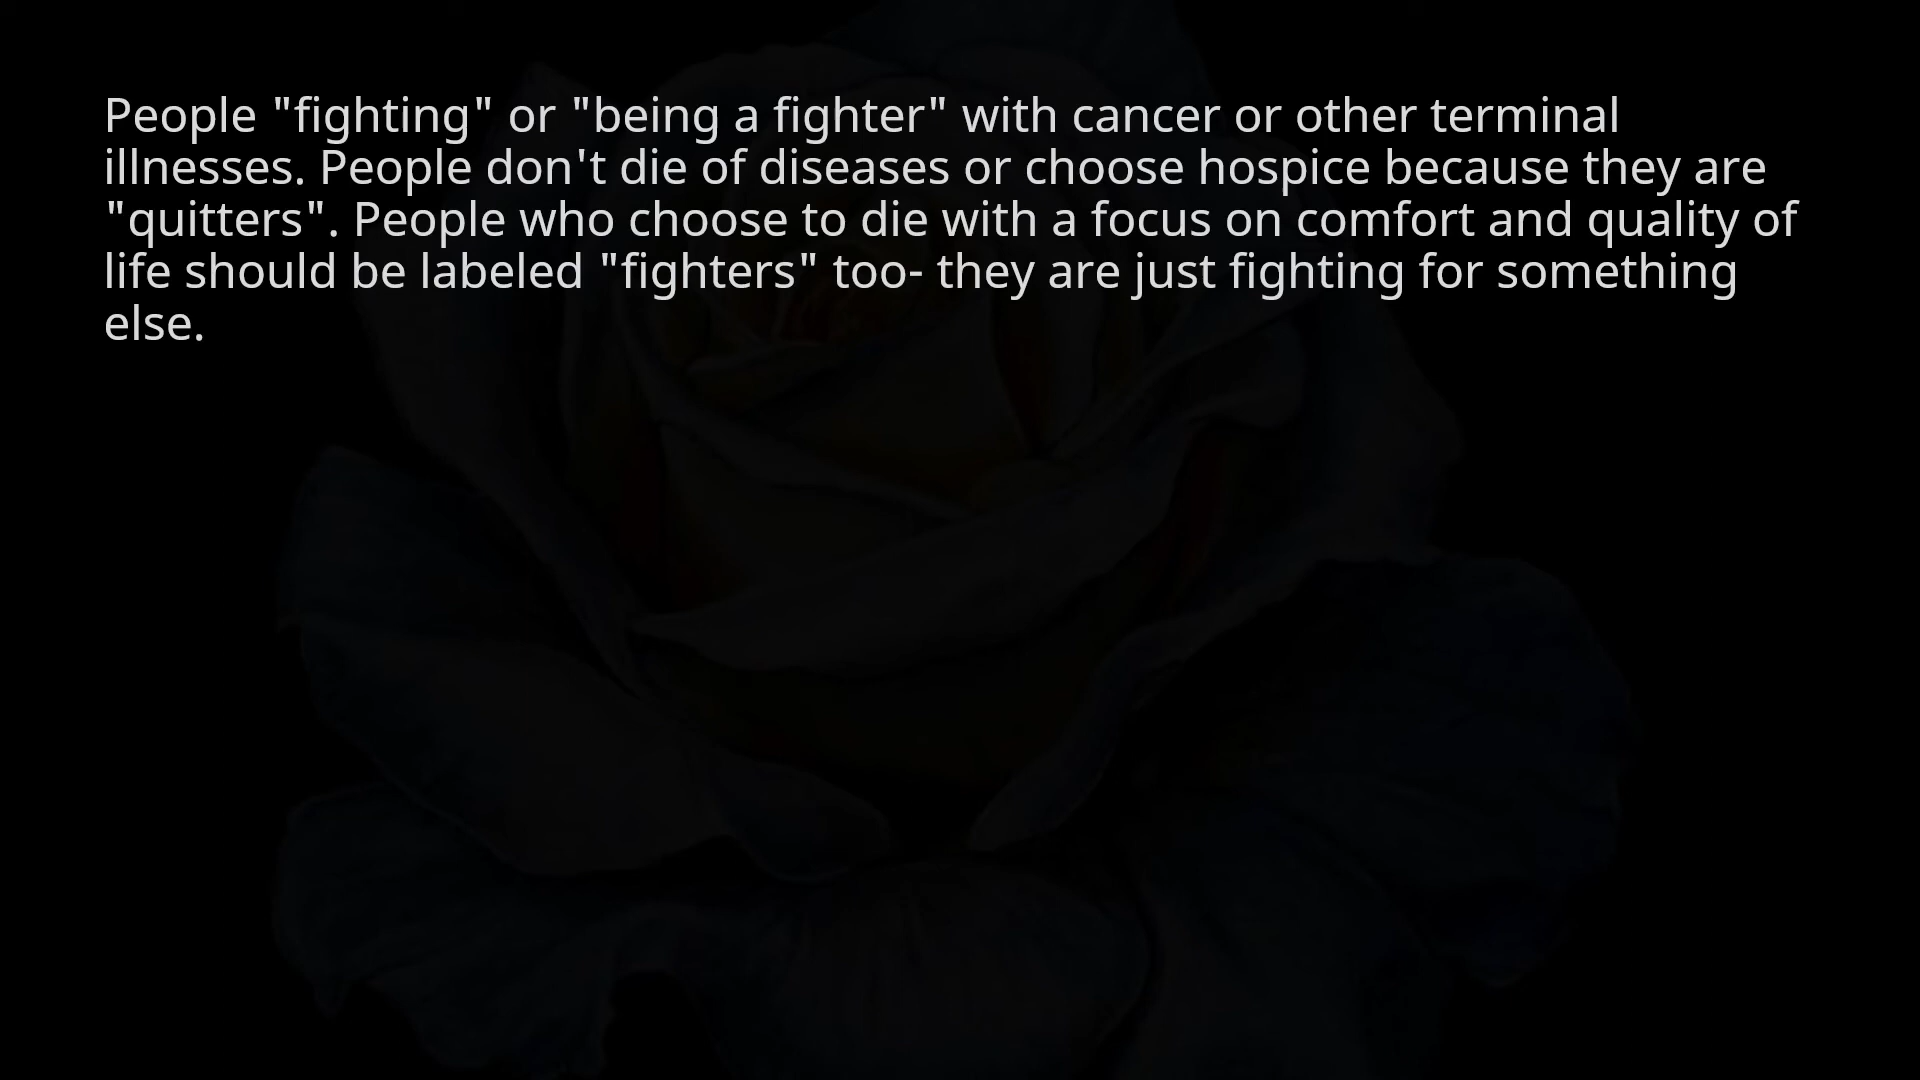 People "fighting" or "being a fighter" with cancer or other terminal
illnesses. People don't die of diseases or choose hospice because they are
"quitters". People who choose to die with a focus on comfort and quality of
life should be labeled "fighters" too- they are just fighting for something
else.